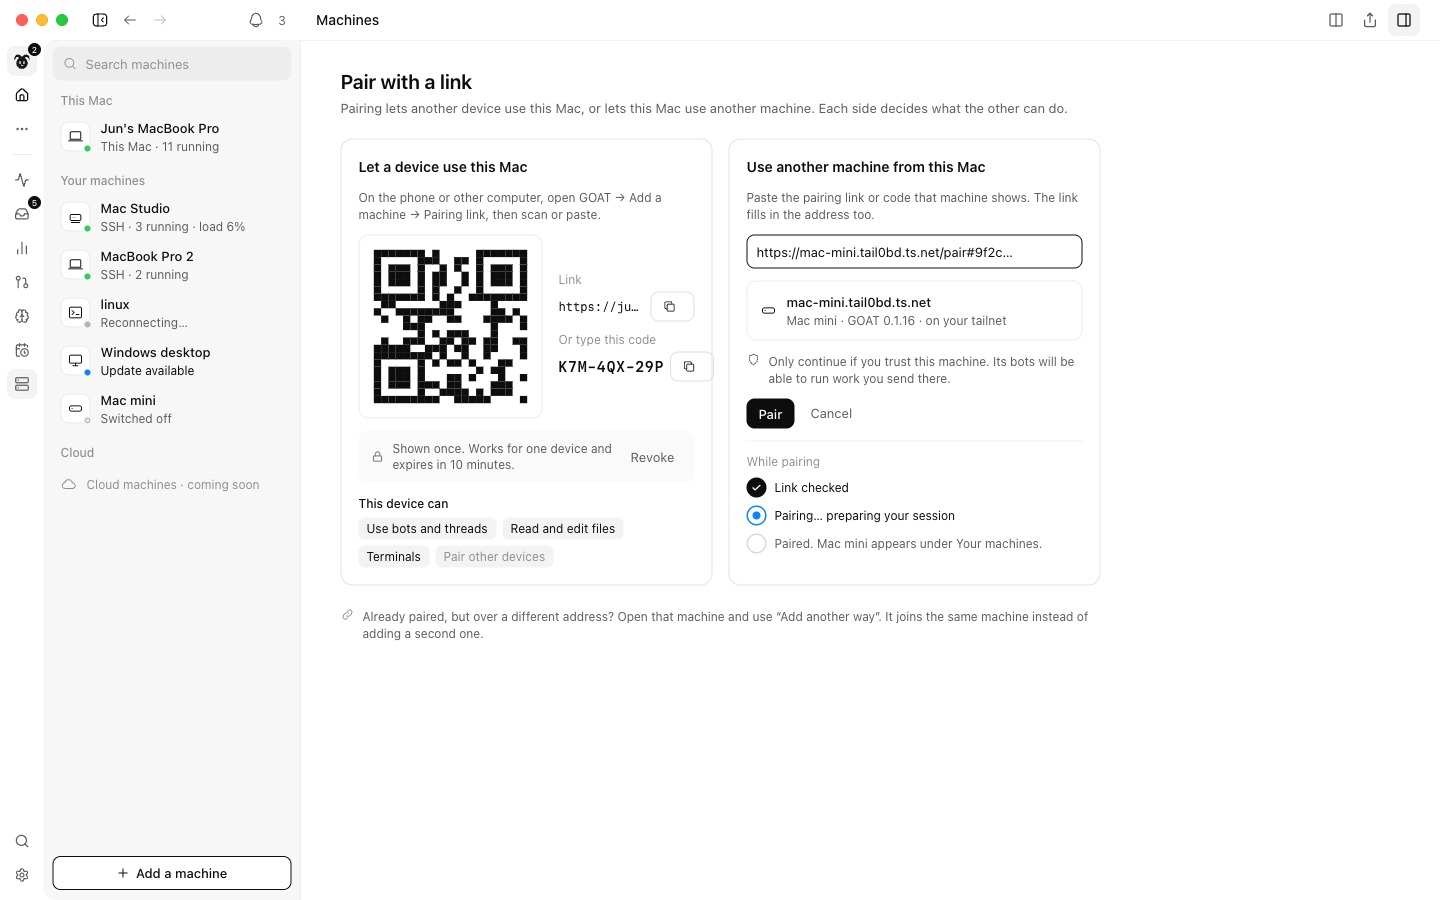 3
Machines
2
Search machines
This Mac
Jun's MacBook Pro
This Mac · 11 running
Your machines
5
Mac Studio
SSH · 3 running · load 6%
MacBook Pro 2
SSH · 2 running
linux
Reconnecting…
Windows desktop
Update available
Mac mini
Switched off
Cloud
Cloud machines · coming soon
Add a machine
Pair with a link
Pairing lets another device use this Mac, or lets this Mac use another machine. Each side decides what the other can do.
Let a device use this Mac
On the phone or other computer, open GOAT → Add a
machine → Pairing link, then scan or paste.
Link
https://ju…
Or type this code
K7M-4QX-29P
Shown once. Works for one device and
expires in 10 minutes.
Revoke
This device can
Use bots and threads
Read and edit files
Terminals
Pair other devices
Use another machine from this Mac
Paste the pairing link or code that machine shows. The link
fills in the address too.
https://mac-mini.tail0bd.ts.net/pair#9f2c…
mac-mini.tail0bd.ts.net
Mac mini · GOAT 0.1.16 · on your tailnet
Only continue if you trust this machine. Its bots will be
able to run work you send there.
Pair
Cancel
While pairing
Link checked
Pairing… preparing your session
Paired. Mac mini appears under Your machines.
Already paired, but over a different address? Open that machine and use “Add another way”. It joins the same machine instead of
adding a second one.